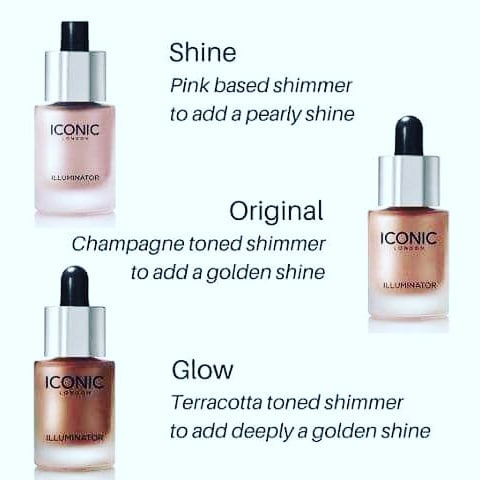 Shine
Pink based shimmer
to add a pearly shine
ICONIC
LONDON
ILLUMINATOR
Original
Champagne toned shimmer
to add a golden shine
ICONIC
LONDON
ILLUMINATOR
Glow
Terracotta toned shimmer
to add deeply a golden shine
ICONIC
LONDON
ILLUMINATOR